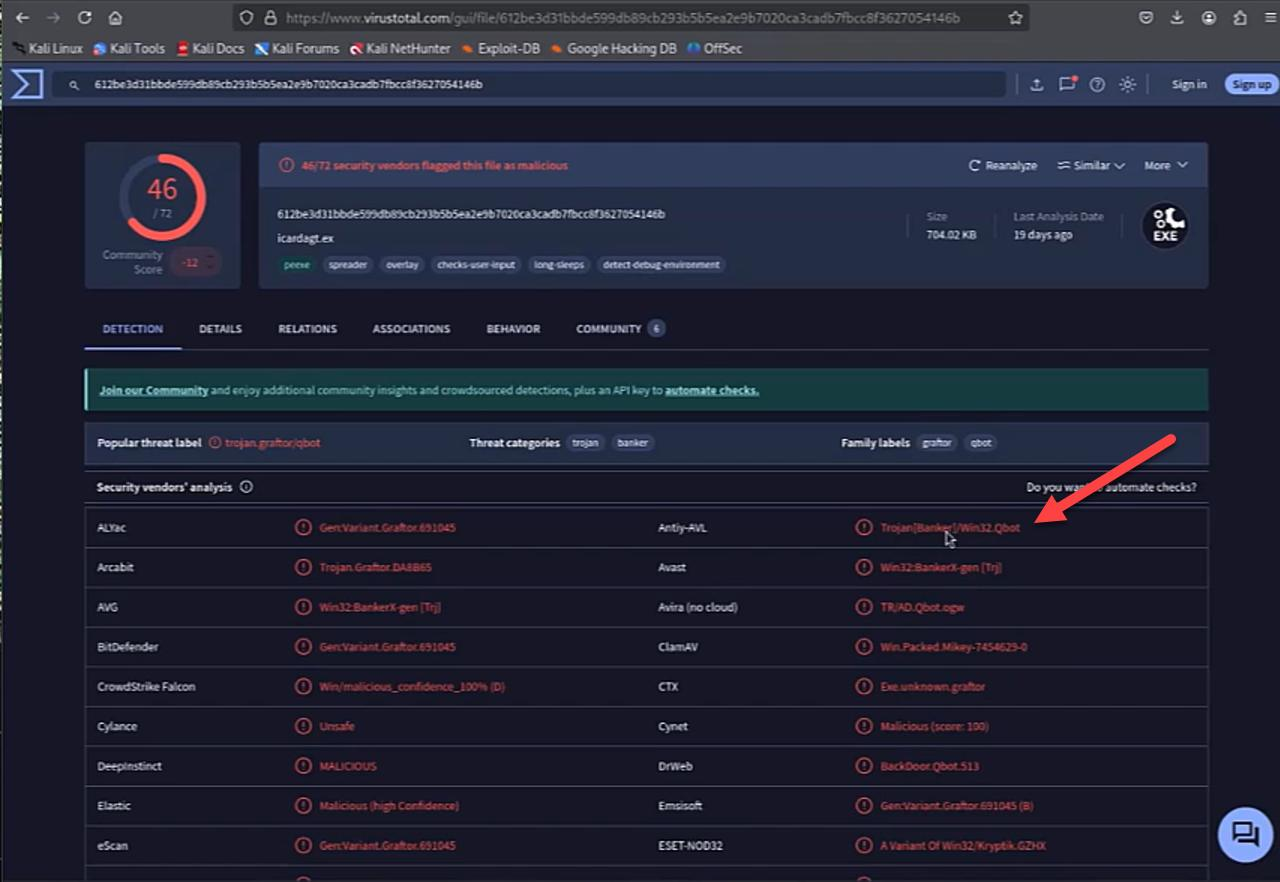 https://www.virustotal.com/gui/file/612be3d31bbde599db89cb293b5b5ea2e9b7020ca3cadb7fbcc8f3627054146b
Kali Linux Kali Tools Kali Docs Kali Forums Kali NetHunter Exploit-DB Google Hacking DB OffSec
612be3d31bbde599db89cb293b5b5ea2e9b7020ca3cadb7fbcc8f3627054146b Sign in Sign up
46
/ 72
Community
Score
-12
46/72 security vendors flagged this file as malicious Reanalyze Similar More
612be3d31bbde599db89cb293b5b5ea2e9b7020ca3cadb7fbcc8f3627054146b
icardagt.ex
peexe spreader overlay checks-user-input long-sleeps detect-debug-environment
Size
704.02 KB
Last Analysis Date
19 days ago
EXE
DETECTION DETAILS RELATIONS ASSOCIATIONS BEHAVIOR COMMUNITY 6
Join our Community and enjoy additional community insights and crowdsourced detections, plus an API key to automate checks.
Popular threat label trojan.graftor/qbot Threat categories trojan banker Family labels graftor qbot
Security vendors' analysis Do you want automate checks?
ALYac Gen:Variant.Graftor.691045 Antiy-AVL Trojan[Banker]/Win32.Qbot
Arcabit Trojan.Graftor.DA8B65 Avast Win32:BankerX-gen [Trj]
AVG Win32:BankerX-gen [Trj] Avira (no cloud) TR/AD.Qbot.ogw
BitDefender Gen:Variant.Graftor.691045 ClamAV Win.Packed.Mikey-7454629-0
CrowdStrike Falcon Win/malicious_confidence_100% (D) CTX Exe.unknown.graftor
Cylance Unsafe Cynet Malicious (score: 100)
DeepInstinct MALICIOUS DrWeb BackDoor.Qbot.513
Elastic Malicious (high Confidence) Emsisoft Gen:Variant.Graftor.691045 (B)
eScan Gen:Variant.Graftor.691045 ESET-NOD32 A Variant Of Win32/Kryptik.GZHX